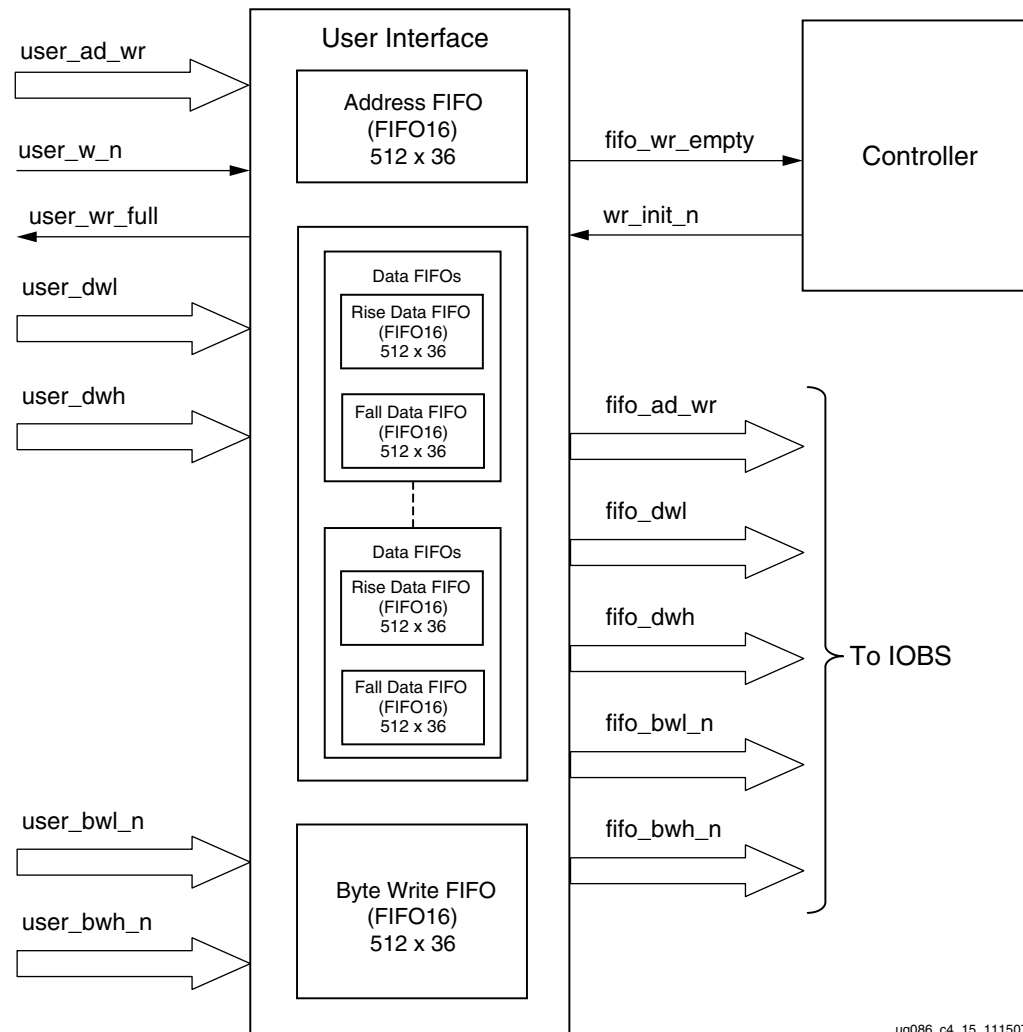 User Interface
user_ad_wr
user_w_n
user_wr_full
user_dwl
user_dwh
user_bwl_n
user_bwh_n
Address FIFO
(FIFO16)
512 x 36
Data FIFOs
Rise Data FIFO
(FIFO16)
512 x 36
Fall Data FIFO
(FIFO16)
512 x 36
Data FIFOs
Rise Data FIFO
(FIFO16)
512 x 36
Fall Data FIFO
(FIFO16)
512 x 36
Byte Write FIFO
(FIFO16)
512 x 36
fifo_wr_empty
wr_init_n
Controller
fifo_ad_wr
fifo_dwl
fifo_dwh
fifo_bwl_n
fifo_bwh_n
To IOBS